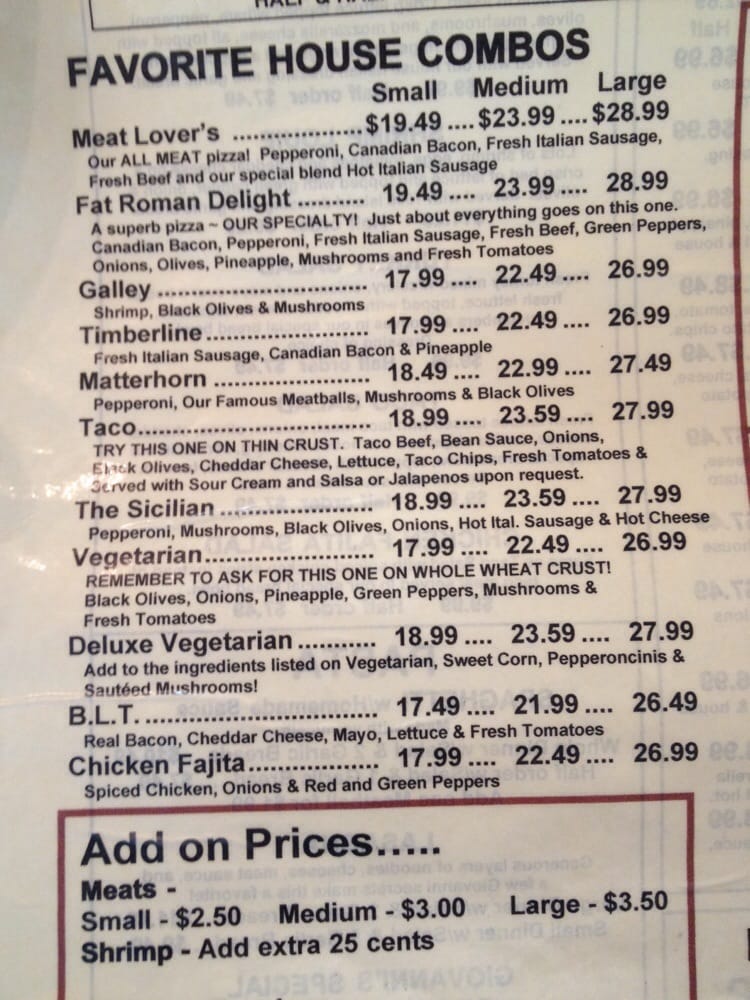 FAVORITE HOUSE COMBOS
Small Medium Large
Meat Lover's ..................$19.49 .... $23.99 .... $28.99
Our ALL MEAT pizza! Pepperoni, Canadian Bacon, Fresh Italian Sausage,
Fresh Beef and our special blend Hot Italian Sausage
Fat Roman Delight .......... 19.49 .... 23.99 .... 28.99
A superb pizza ~ OUR SPECIALTY! Just about everything goes on this one.
Canadian Bacon, Pepperoni, Fresh Italian Sausage, Fresh Beef, Green Peppers,
Onions, Olives, Pineapple, Mushrooms and Fresh Tomatoes
Galley ............................... 17.99 .... 22.49 .... 26.99
Shrimp, Black Olives & Mushrooms
Timberline........................ 17.99 .... 22.49 .... 26.99
Fresh Italian Sausage, Canadian Bacon & Pineapple
Matterhorn ....................... 18.49 .... 22.99 .... 27.49
Pepperoni, Our Famous Meatballs, Mushrooms & Black Olives
Taco.................................. 18.99 .... 23.59 .... 27.99
TRY THIS ONE ON THIN CRUST. Taco Beef, Bean Sauce, Onions,
Black Olives, Cheddar Cheese, Lettuce, Taco Chips, Fresh Tomatoes &
Served with Sour Cream and Salsa or Jalapenos upon request.
The Sicilian ...................... 18.99 .... 23.59 .... 27.99
Pepperoni, Mushrooms, Black Olives, Onions, Hot Ital. Sausage & Hot Cheese
Vegetarian......................... 17.99 .... 22.49 .... 26.99
REMEMBER TO ASK FOR THIS ONE ON WHOLE WHEAT CRUST!
Black Olives, Onions, Pineapple, Green Peppers, Mushrooms &
Fresh Tomatoes
Deluxe Vegetarian ........... 18.99 .... 23.59 .... 27.99
Add to the ingredients listed on Vegetarian, Sweet Corn, Pepperoncinis &
Sautéed Mushrooms!
B.L.T. ................................. 17.49 .... 21.99 .... 26.49
Real Bacon, Cheddar Cheese, Mayo, Lettuce & Fresh Tomatoes
Chicken Fajita................... 17.99 .... 22.49 .... 26.99
Spiced Chicken, Onions & Red and Green Peppers
Add on Prices.....
Meats -
Small - $2.50 Medium - $3.00 Large - $3.50
Shrimp - Add extra 25 cents